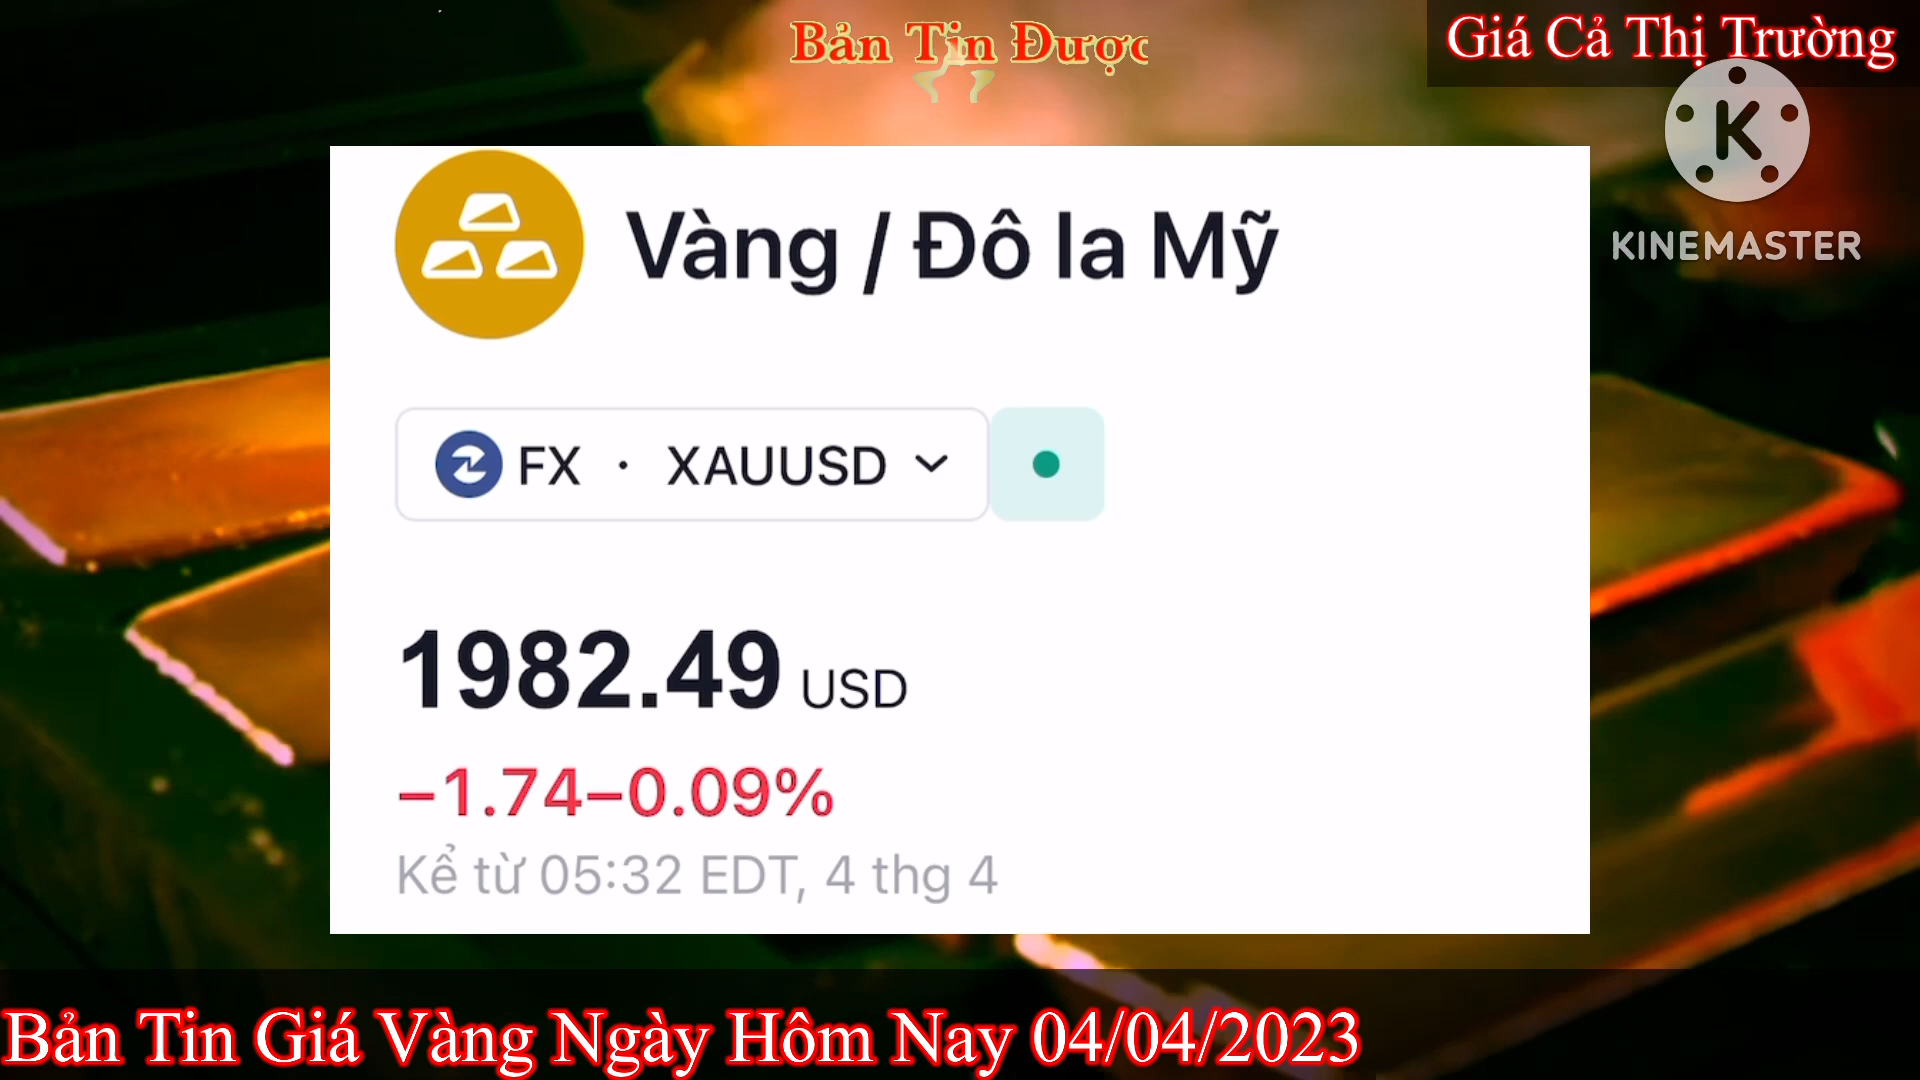 Bản Tin Được
Giá Cả Thị Trường
K
KINEMASTER
Vàng / Đô la Mỹ
FX · XAUUSD
1982.49 USD
−1.74−0.09%
Kể từ 05:32 EDT, 4 thg 4
Bản Tin Giá Vàng Ngày Hôm Nay 04/04/2023